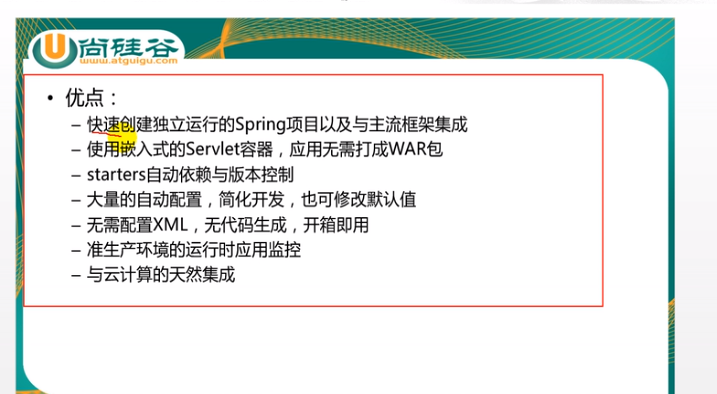 尚硅谷
www.atguigu.com
• 优点：
– 快速创建独立运行的Spring项目以及与主流框架集成
– 使用嵌入式的Servlet容器，应用无需打成WAR包
– starters自动依赖与版本控制
– 大量的自动配置，简化开发，也可修改默认值
– 无需配置XML，无代码生成，开箱即用
– 准生产环境的运行时应用监控
– 与云计算的天然集成